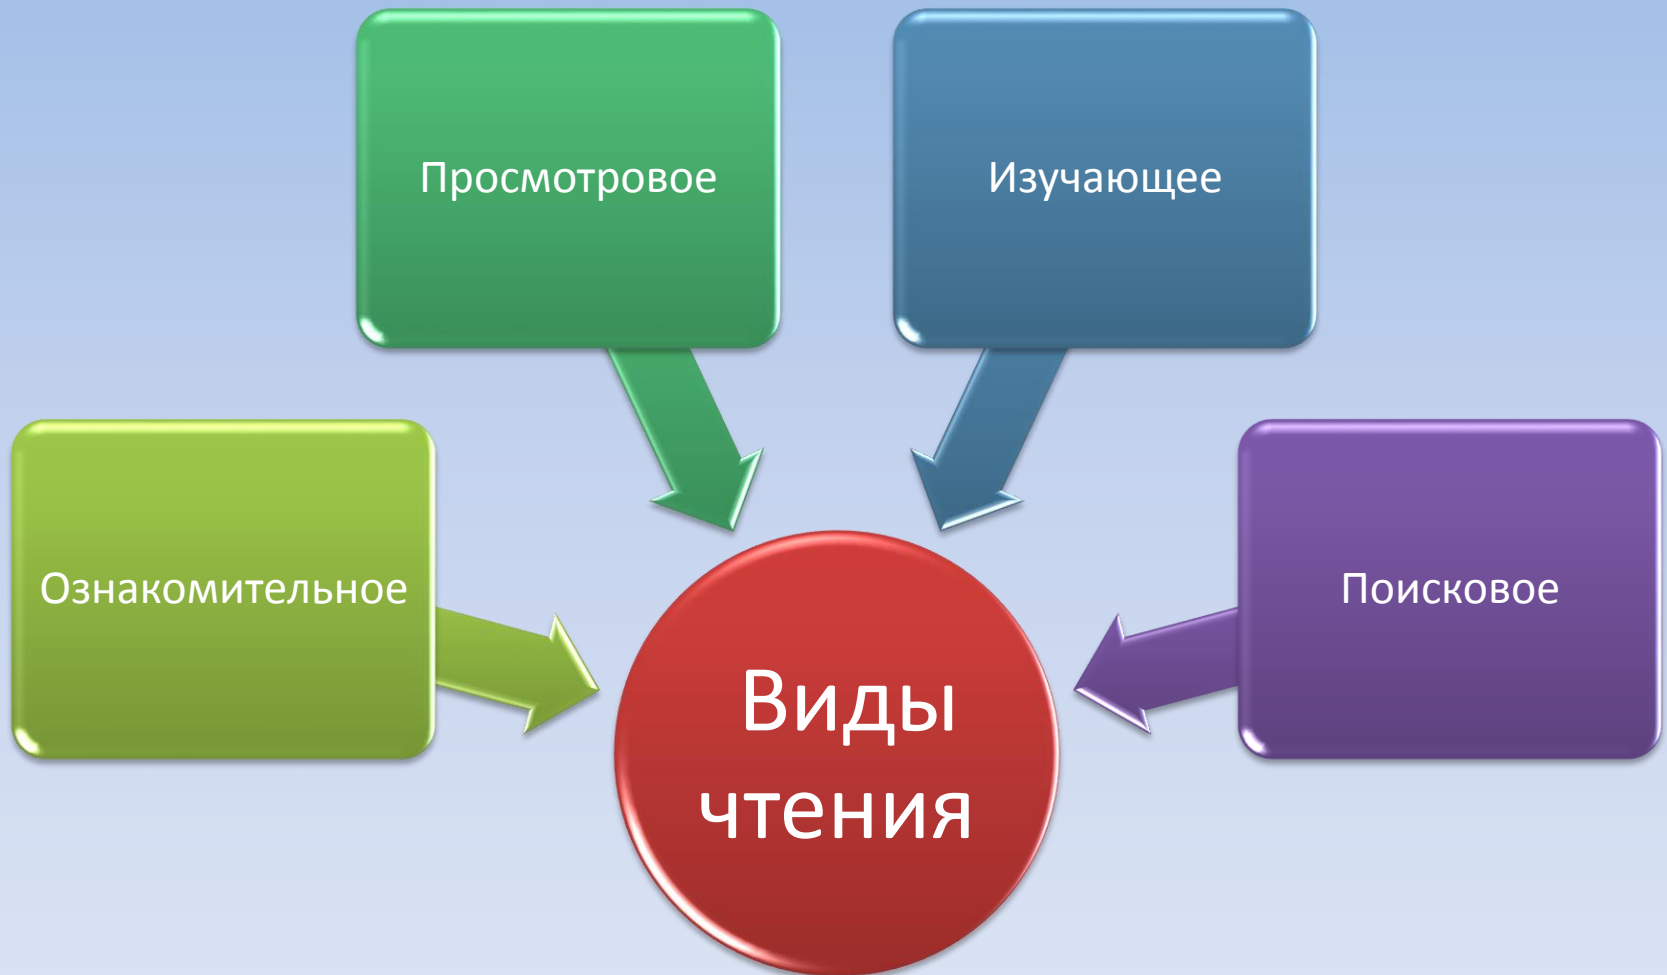 Просмотровое
Изучающее
Ознакомительное
Поисковое
Виды
чтения